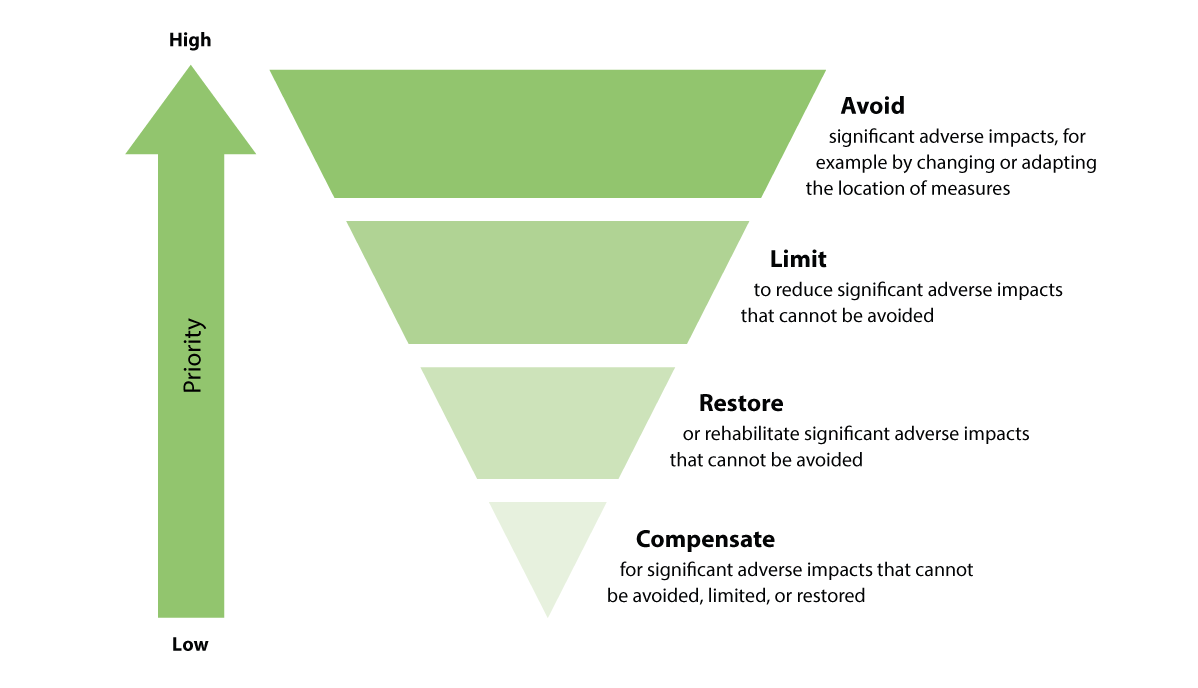 High
Avoid
significant adverse impacts, for
example by changing or adapting
the location of measures
Limit
to reduce significant adverse impacts
that cannot be avoided
Priority
Restore
or rehabilitate significant adverse impacts
that cannot be avoided
Compensate
for significant adverse impacts that cannot
be avoided, limited, or restored
Low